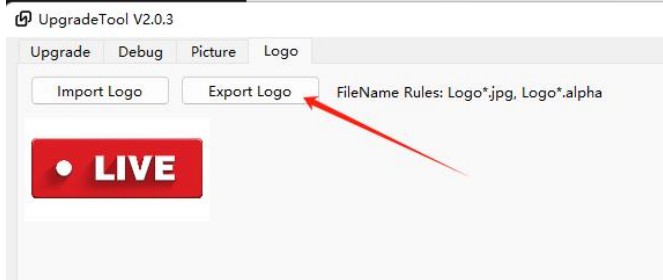 UpgradeTool V2.0.3
Upgrade Debug Picture Logo
Import Logo Export Logo FileName Rules: Logo*.jpg, Logo*.alpha
LIVE